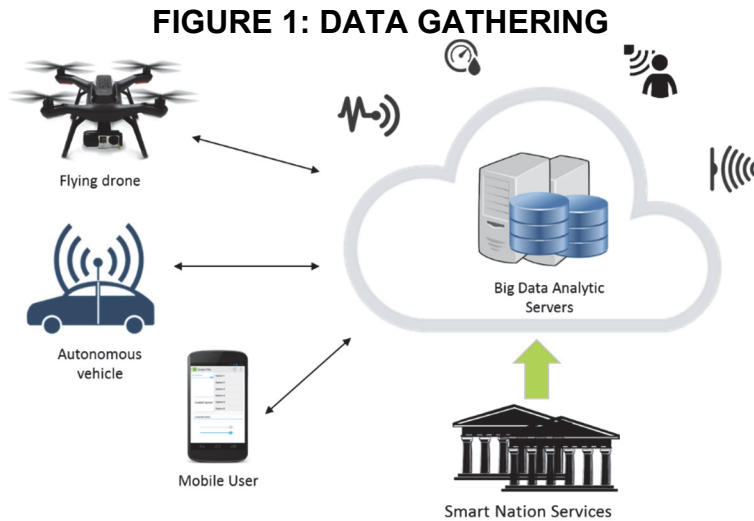 FIGURE 1: DATA GATHERING
Flying drone
Big Data Analytic
Servers
Autonomous
vehicle
Mobile User
Smart Nation Services